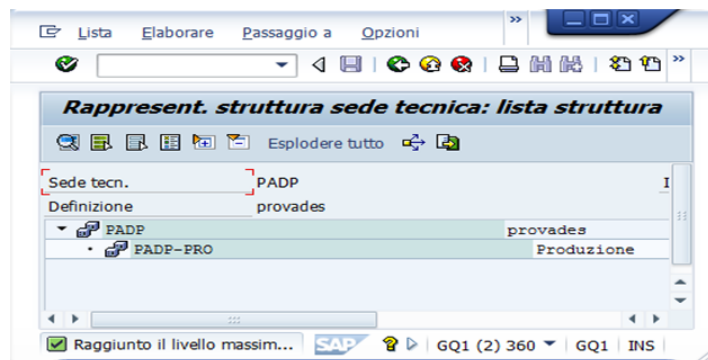 Lista Elaborare Passaggio a Opzioni
Rappresent. struttura sede tecnica: lista struttura
Esplodere tutto
Sede tecn. PADP I
Definizione provades
PADP provades
PADP-PRO Produzione
Raggiunto il livello massim... SAP GQ1 (2) 360 GQ1 INS